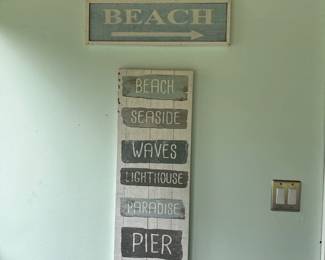 BEACH
BEACH
SEASIDE
WAVES
LIGHTHOUSE
PARADISE
PIER